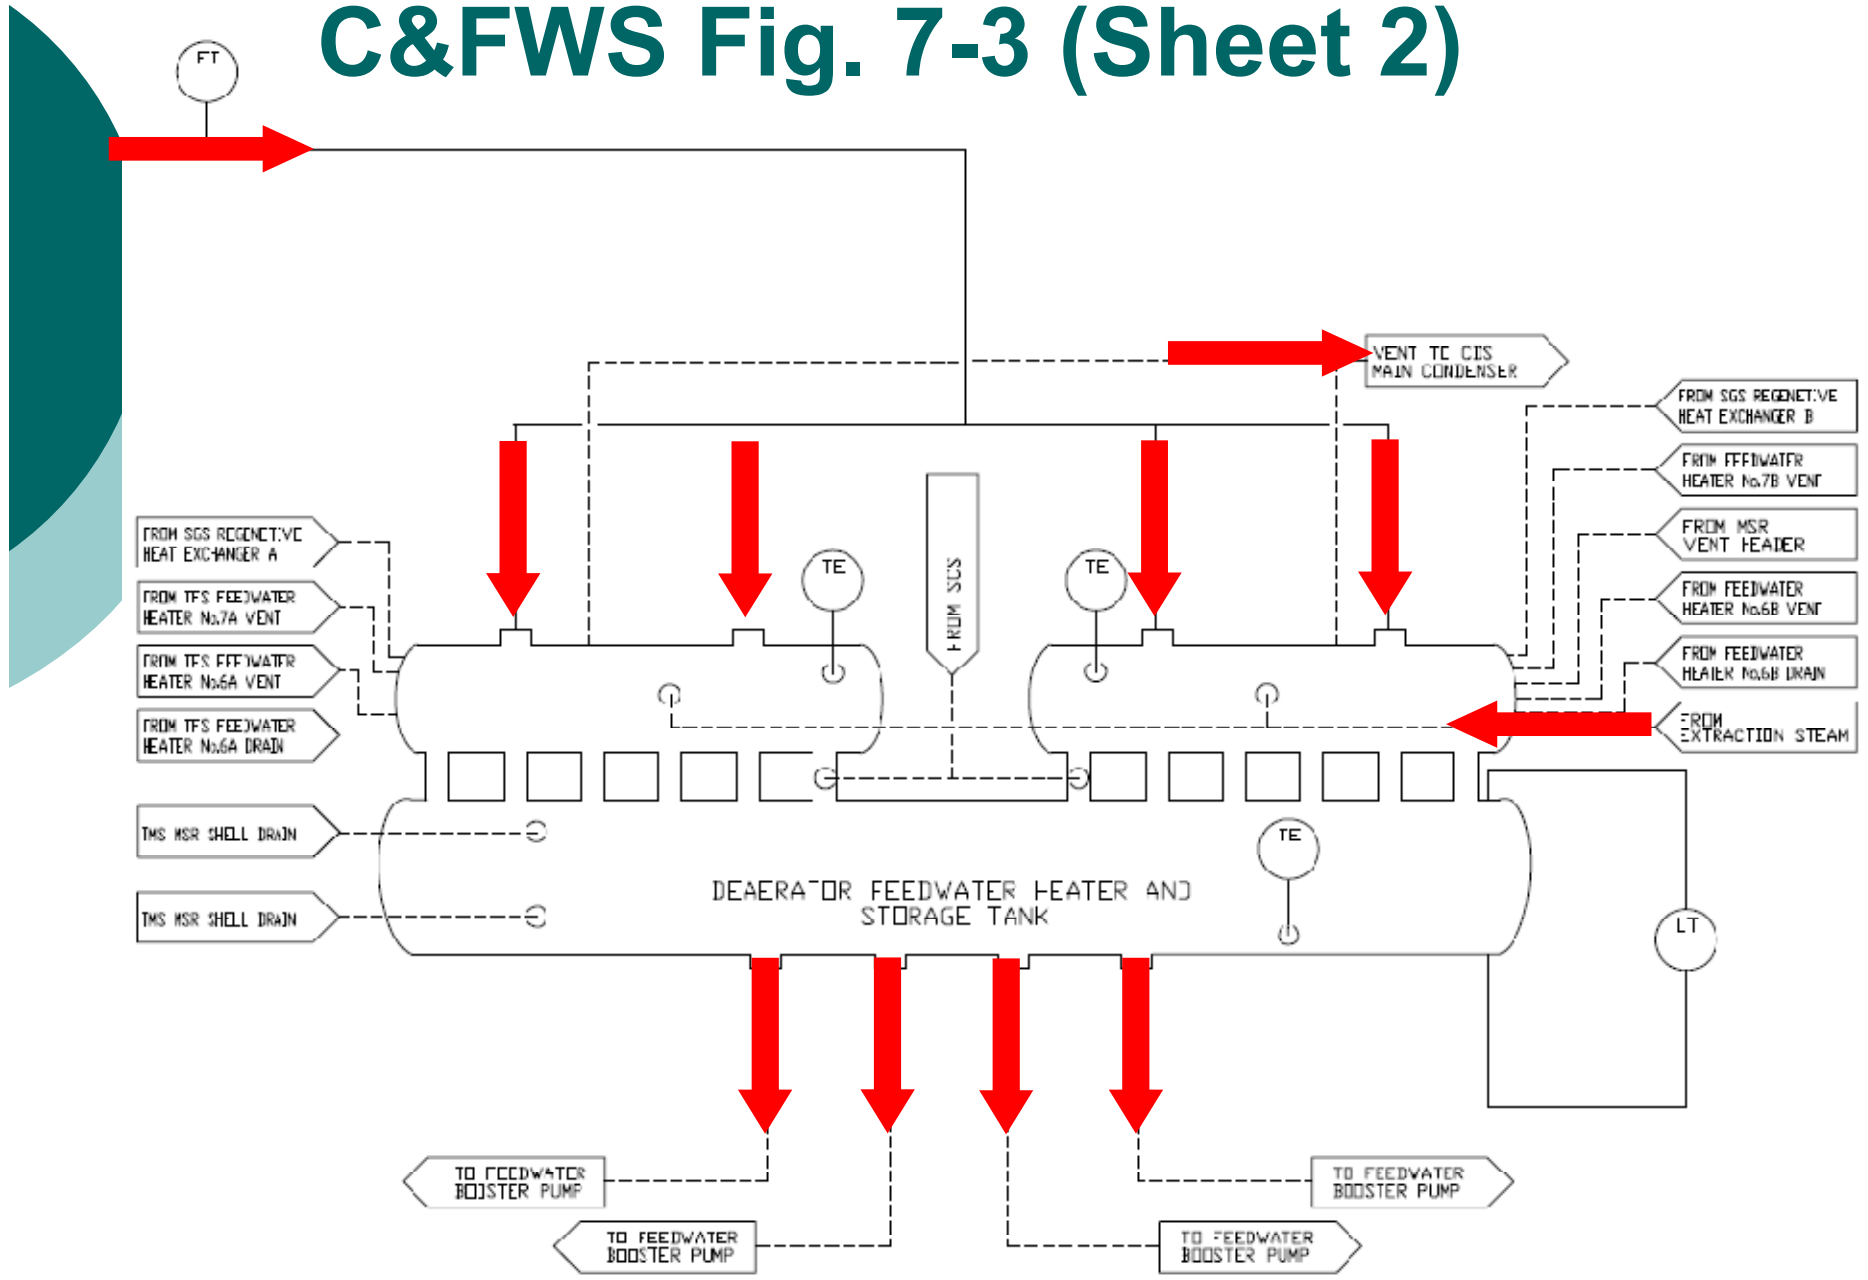 C&FWS Fig. 7-3 (Sheet 2)
FT
VENT TO CDS
MAIN CONDENSER
FROM SGS REGENETIVE
HEAT EXCHANGER B
FROM FEEDWATER
HEATER No.7B VENT
FROM MSR
VENT HEADER
FROM FEEDWATER
HEATER No.6B VENT
FROM FEEDWATER
HEATER No.6B DRAIN
FROM
EXTRACTION STEAM
FROM SGS REGENETIVE
HEAT EXCHANGER A
FROM TFS FEEDWATER
HEATER No.7A VENT
FROM TFS FEEDWATER
HEATER No.6A VENT
FROM TFS FEEDWATER
HEATER No.6A DRAIN
TE
FROM SGS
TE
TMS MSR SHELL DRAIN
TMS MSR SHELL DRAIN
TE
DEAERATOR FEEDWATER HEATER AND
STORAGE TANK
LT
TO FEEDWATER
BOOSTER PUMP
TO FEEDWATER
BOOSTER PUMP
TO FEEDWATER
BOOSTER PUMP
TO FEEDWATER
BOOSTER PUMP